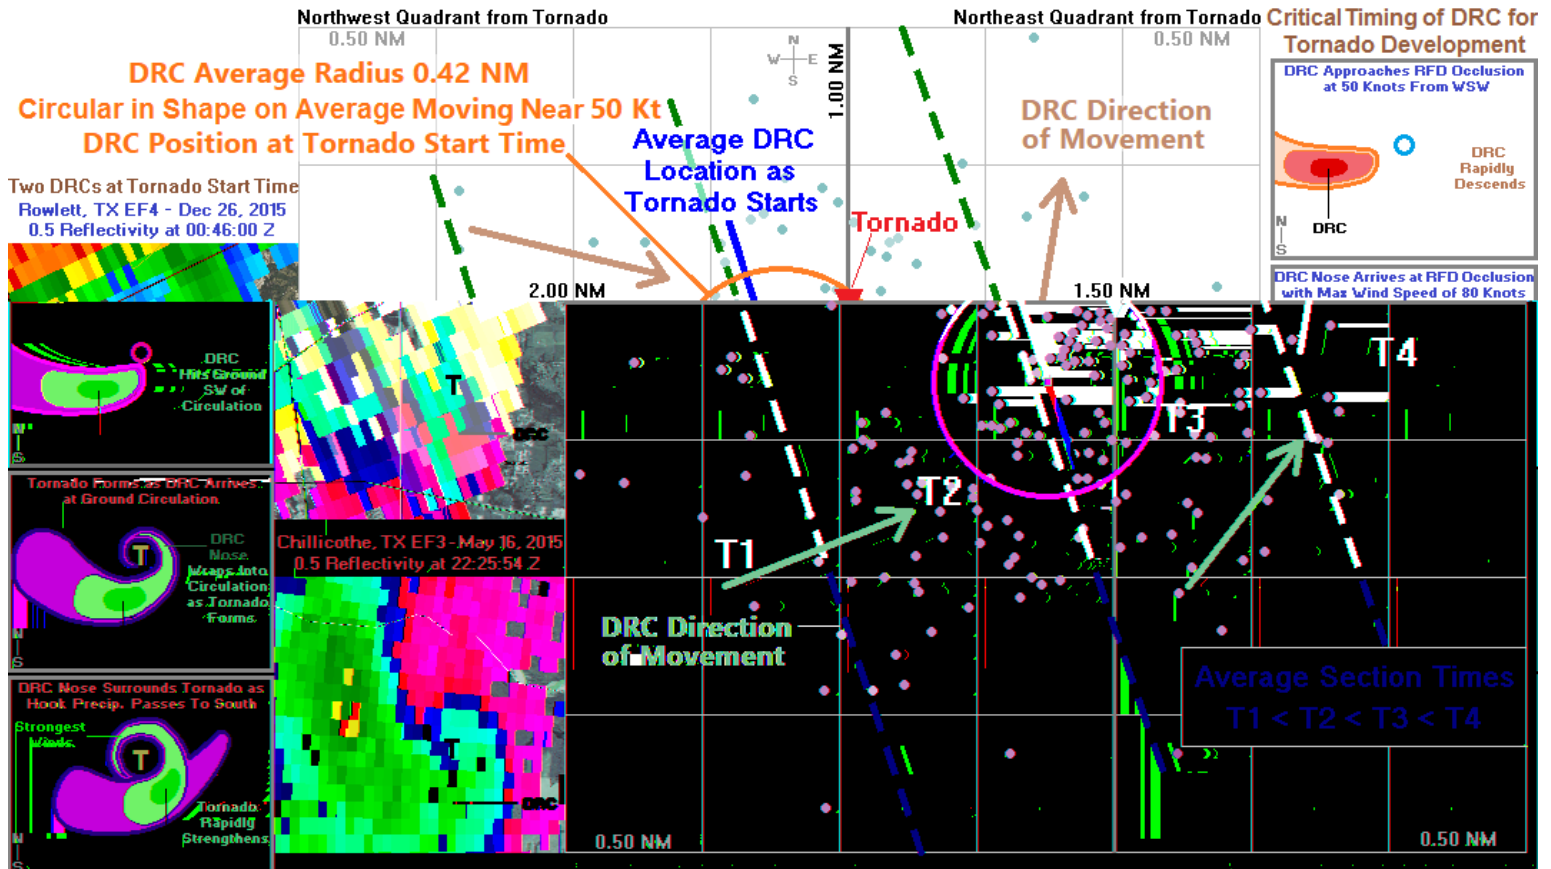 Northwest Quadrant from Tornado
Northeast Quadrant from Tornado
0.50 NM
0.50 NM
N
W E
S
1.00 NM
DRC Average Radius 0.42 NM
Circular in Shape on Average Moving Near 50 Kt
DRC Position at Tornado Start Time
Average DRC
Location as
Tornado Starts
DRC Direction
of Movement
Tornado
2.00 NM
1.50 NM
Critical Timing of DRC for
Tornado Development
DRC Approaches RFD Occlusion
at 50 Knots From WSW
DRC
Rapidly
Descends
DRC
N
S
DRC Nose Arrives at RFD Occlusion
with Max Wind Speed of 80 Knots
Two DRCs at Tornado Start Time
Rowlett, TX EF4 - Dec 26, 2015
0.5 Reflectivity at 00:46:00 Z
T
DRC
DRC
Hits Ground
SW of
Circulation
N
S
Tornado Forms as DRC Arrives
at Ground Circulation
T
DRC
Nose
Wraps Into
Circulation
as Tornado
Forms
N
S
DRC Nose Surrounds Tornado as
Hook Precip. Passes To South
Strongest
Winds
T
Tornado
Rapidly
Strengthens
N
S
Chillicothe, TX EF3 - May 16, 2015
0.5 Reflectivity at 22:25:54 Z
T
DRC
T1
T2
T3
T4
DRC Direction
of Movement
Average Section Times
T1 < T2 < T3 < T4
0.50 NM
0.50 NM